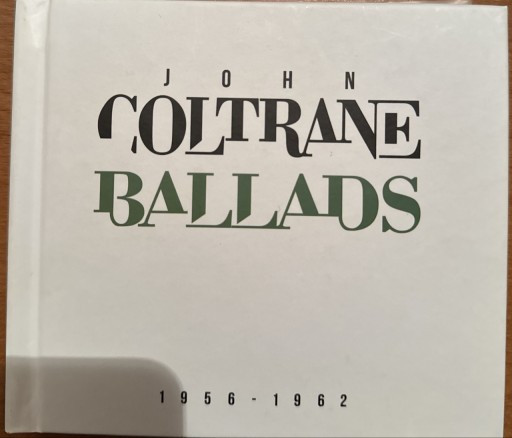 JOHN
COLTRANE
BALLADS
1956-1962